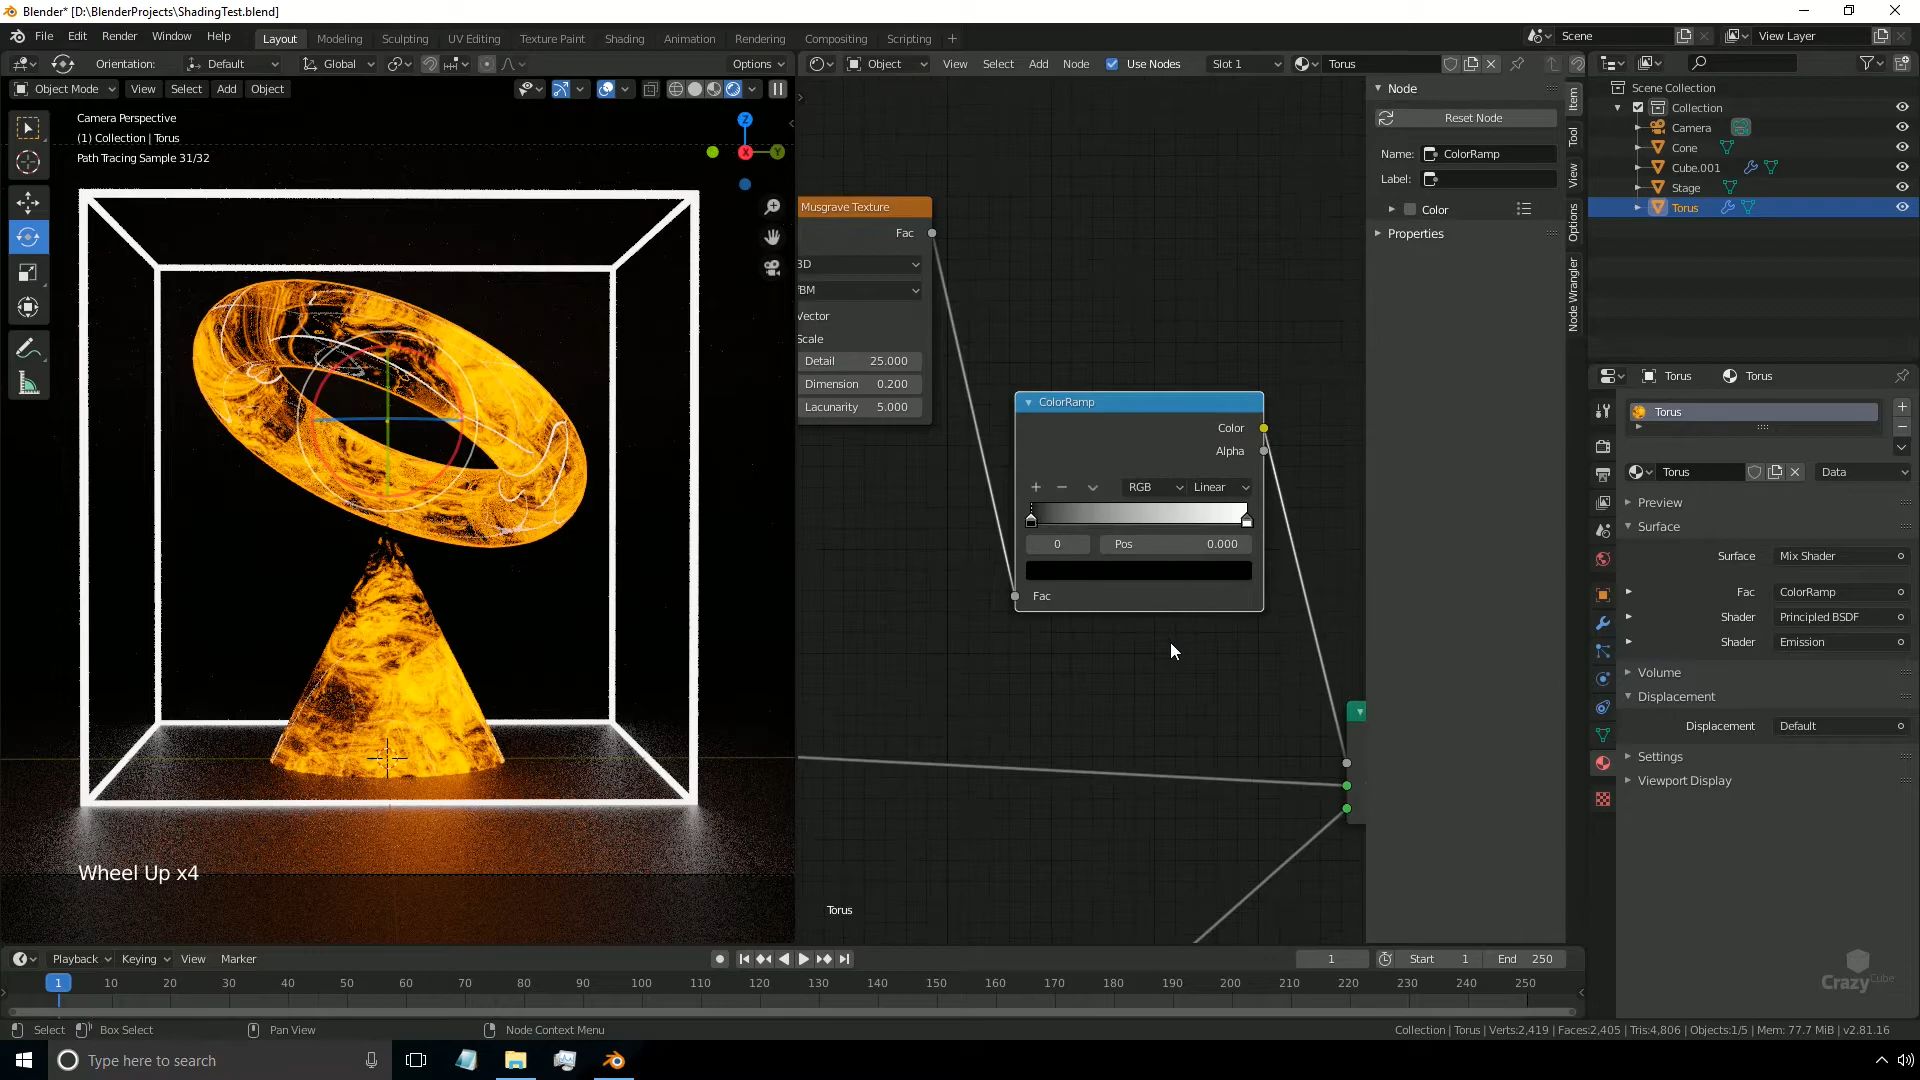 Blender* [D:\BlenderProjects\ShadingTest.blend]
File Edit Render Window Help
Layout Modeling Sculpting UV Editing Texture Paint Shading Animation Rendering Compositing Scripting +
Scene
View Layer
Orientation: Default Global Options
Object View Select Add Node Use Nodes Slot 1 Torus
Object Mode View Select Add Object
Camera Perspective
(1) Collection | Torus
Path Tracing Sample 31/32
Z
X
Y
Wheel Up x4
Musgrave Texture
Fac
3D
fBM
Vector
Scale
Detail 25.000
Dimension 0.200
Lacunarity 5.000
ColorRamp
Color
Alpha
RGB Linear
0 Pos 0.000
Fac
Torus
Node
Reset Node
Name: ColorRamp
Label:
Color
Properties
Item
Tool
View
Options
Node Wrangler
Scene Collection
Collection
Camera
Cone
Cube.001
Stage
Torus
Torus Torus
Torus
Torus Data
Preview
Surface
Surface Mix Shader
Fac ColorRamp
Shader Principled BSDF
Shader Emission
Volume
Displacement
Displacement Default
Settings
Viewport Display
CrazyCube
Playback Keying View Marker
1 Start 1 End 250
1 10 20 30 40 50 60 70 80 90 100 110 120 130 140 150 160 170 180 190 200 210 220 230 240 250
Select Box Select Pan View Node Context Menu
Collection | Torus | Verts:2,419 | Faces:2,405 | Tris:4,806 | Objects:1/5 | Mem: 77.7 MiB | v2.81.16
Type here to search